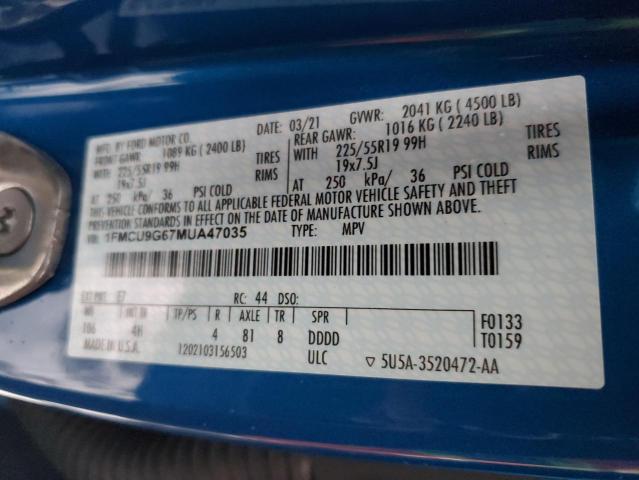 MFD. BY FORD MOTOR CO.
DATE: 03/21 GVWR: 2041 KG ( 4500 LB)
FRONT GAWR: 1089 KG ( 2400 LB) REAR GAWR: 1016 KG ( 2240 LB)
WITH 225/55R19 99H TIRES WITH 225/55R19 99H TIRES
19x7.5J RIMS 19x7.5J RIMS
AT 250 kPa/ 36 PSI COLD AT 250 kPa/ 36 PSI COLD
THIS VEHICLE CONFORMS TO ALL APPLICABLE FEDERAL MOTOR VEHICLE SAFETY AND THEFT
PREVENTION STANDARDS IN EFFECT ON THE DATE OF MANUFACTURE SHOWN ABOVE.
VIN: 1FMCU9G67MUA47035 TYPE: MPV
EXT PNT: E7 RC: 44 DSO:
WB INT TR TP/PS R AXLE TR SPR F0133
106 4H 4 81 8 DDDD T0159
MADE IN U.S.A. 1202103156503 ULC ▽ 5U5A-3520472-AA